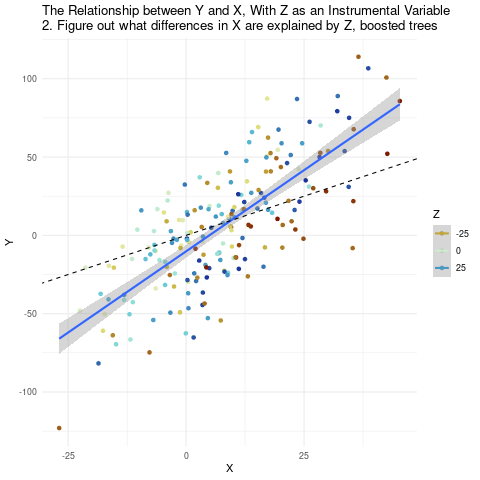 The Relationship between Y and X, With Z as an Instrumental Variable
2. Figure out what differences in X are explained by Z, boosted trees
100
50
0
-50
-100
Y
-25
0
25
X
Z
-25
0
25